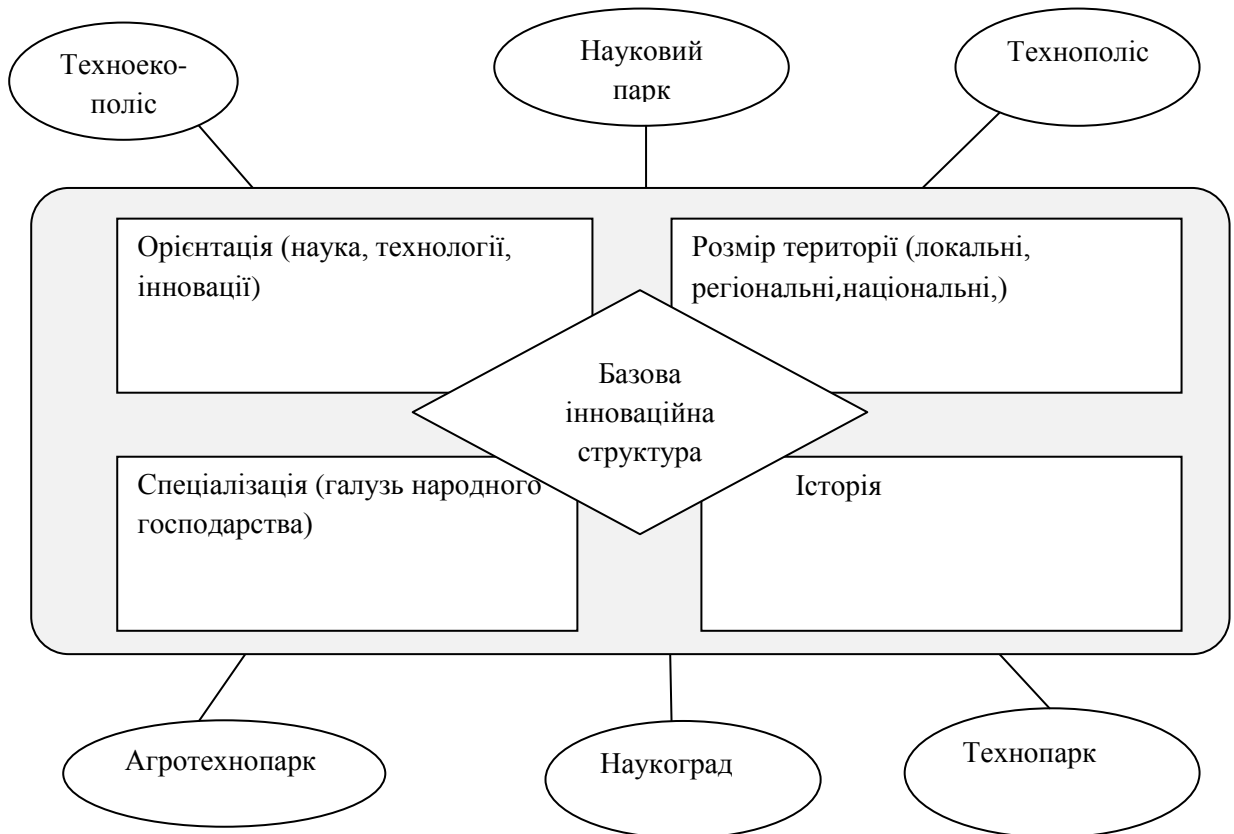 Техноеко-
поліс
Науковий
парк
Технополіс
Орієнтація (наука, технології,
інновації)
Розмір території (локальні,
регіональні,національні,)
Базова
інноваційна
структура
Спеціалізація (галузь народного
господарства)
Історія
Агротехнопарк
Наукоград
Технопарк